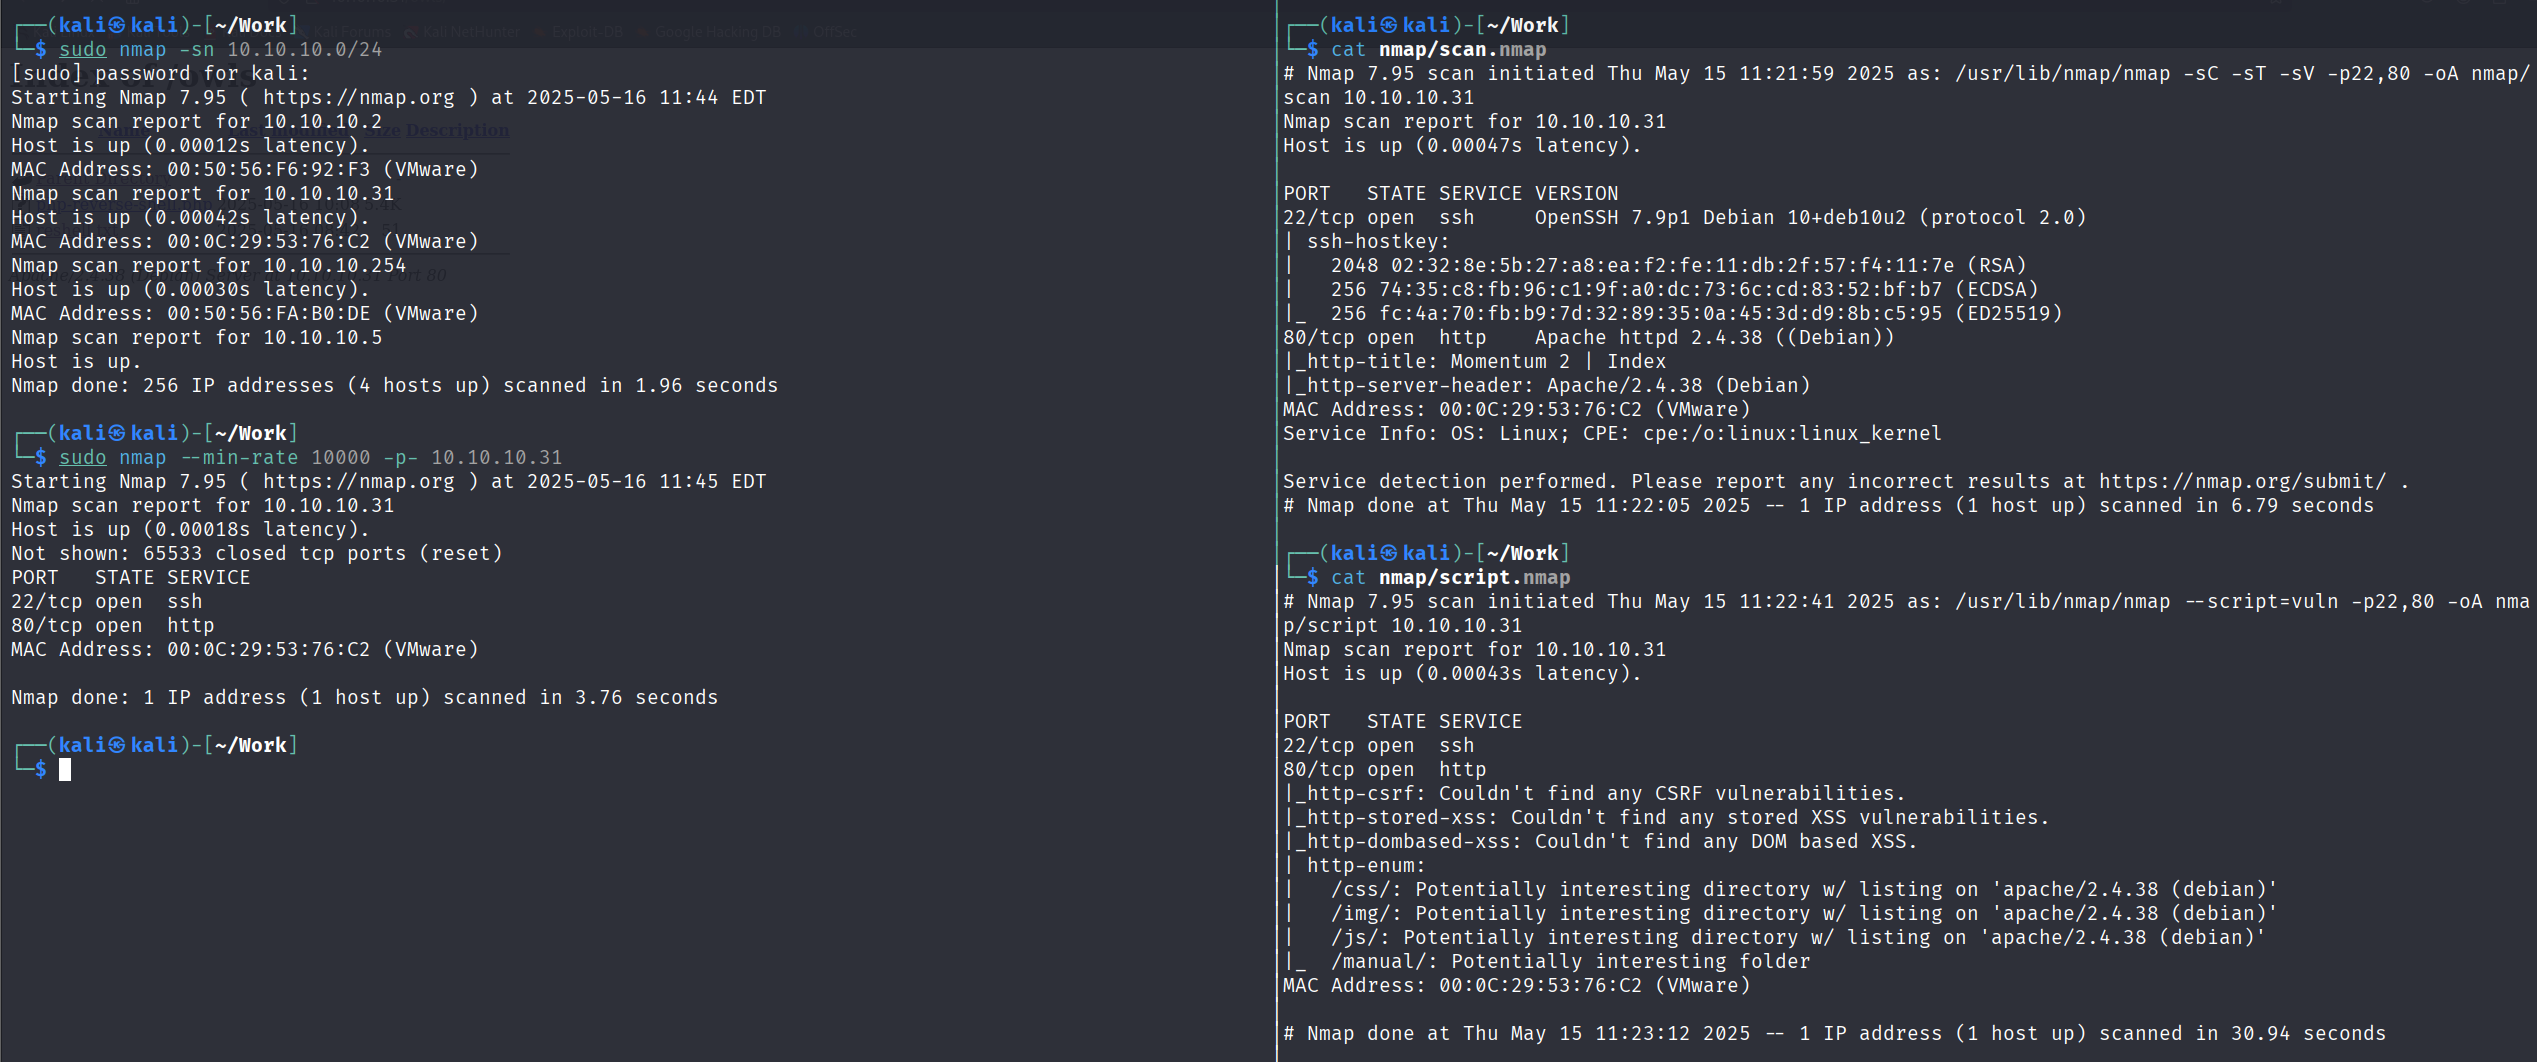 ┌──(kali㉿kali)-[~/Work]
└─$ sudo nmap -sn 10.10.10.0/24
[sudo] password for kali:
Starting Nmap 7.95 ( https://nmap.org ) at 2025-05-16 11:44 EDT
Nmap scan report for 10.10.10.2
Host is up (0.00012s latency).
MAC Address: 00:50:56:F6:92:F3 (VMware)
Nmap scan report for 10.10.10.31
Host is up (0.00042s latency).
MAC Address: 00:0C:29:53:76:C2 (VMware)
Nmap scan report for 10.10.10.254
Host is up (0.00030s latency).
MAC Address: 00:50:56:FA:B0:DE (VMware)
Nmap scan report for 10.10.10.5
Host is up.
Nmap done: 256 IP addresses (4 hosts up) scanned in 1.96 seconds
┌──(kali㉿kali)-[~/Work]
└─$ sudo nmap --min-rate 10000 -p- 10.10.10.31
Starting Nmap 7.95 ( https://nmap.org ) at 2025-05-16 11:45 EDT
Nmap scan report for 10.10.10.31
Host is up (0.00018s latency).
Not shown: 65533 closed tcp ports (reset)
PORT   STATE SERVICE
22/tcp open  ssh
80/tcp open  http
MAC Address: 00:0C:29:53:76:C2 (VMware)
Nmap done: 1 IP address (1 host up) scanned in 3.76 seconds
┌──(kali㉿kali)-[~/Work]
└─$
┌──(kali㉿kali)-[~/Work]
└─$ cat nmap/scan.nmap
# Nmap 7.95 scan initiated Thu May 15 11:21:59 2025 as: /usr/lib/nmap/nmap -sC -sT -sV -p22,80 -oA nmap/
scan 10.10.10.31
Nmap scan report for 10.10.10.31
Host is up (0.00047s latency).
PORT   STATE SERVICE VERSION
22/tcp open  ssh     OpenSSH 7.9p1 Debian 10+deb10u2 (protocol 2.0)
| ssh-hostkey:
|   2048 02:32:8e:5b:27:a8:ea:f2:fe:11:db:2f:57:f4:11:7e (RSA)
|   256 74:35:c8:fb:96:c1:9f:a0:dc:73:6c:cd:83:52:bf:b7 (ECDSA)
|_  256 fc:4a:70:fb:b9:7d:32:89:35:0a:45:3d:d9:8b:c5:95 (ED25519)
80/tcp open  http    Apache httpd 2.4.38 ((Debian))
|_http-title: Momentum 2 | Index
|_http-server-header: Apache/2.4.38 (Debian)
MAC Address: 00:0C:29:53:76:C2 (VMware)
Service Info: OS: Linux; CPE: cpe:/o:linux:linux_kernel
Service detection performed. Please report any incorrect results at https://nmap.org/submit/ .
# Nmap done at Thu May 15 11:22:05 2025 -- 1 IP address (1 host up) scanned in 6.79 seconds
┌──(kali㉿kali)-[~/Work]
└─$ cat nmap/script.nmap
# Nmap 7.95 scan initiated Thu May 15 11:22:41 2025 as: /usr/lib/nmap/nmap --script=vuln -p22,80 -oA nma
p/script 10.10.10.31
Nmap scan report for 10.10.10.31
Host is up (0.00043s latency).
PORT   STATE SERVICE
22/tcp open  ssh
80/tcp open  http
|_http-csrf: Couldn't find any CSRF vulnerabilities.
|_http-stored-xss: Couldn't find any stored XSS vulnerabilities.
|_http-dombased-xss: Couldn't find any DOM based XSS.
| http-enum:
|   /css/: Potentially interesting directory w/ listing on 'apache/2.4.38 (debian)'
|   /img/: Potentially interesting directory w/ listing on 'apache/2.4.38 (debian)'
|   /js/: Potentially interesting directory w/ listing on 'apache/2.4.38 (debian)'
|_  /manual/: Potentially interesting folder
MAC Address: 00:0C:29:53:76:C2 (VMware)
# Nmap done at Thu May 15 11:23:12 2025 -- 1 IP address (1 host up) scanned in 30.94 seconds